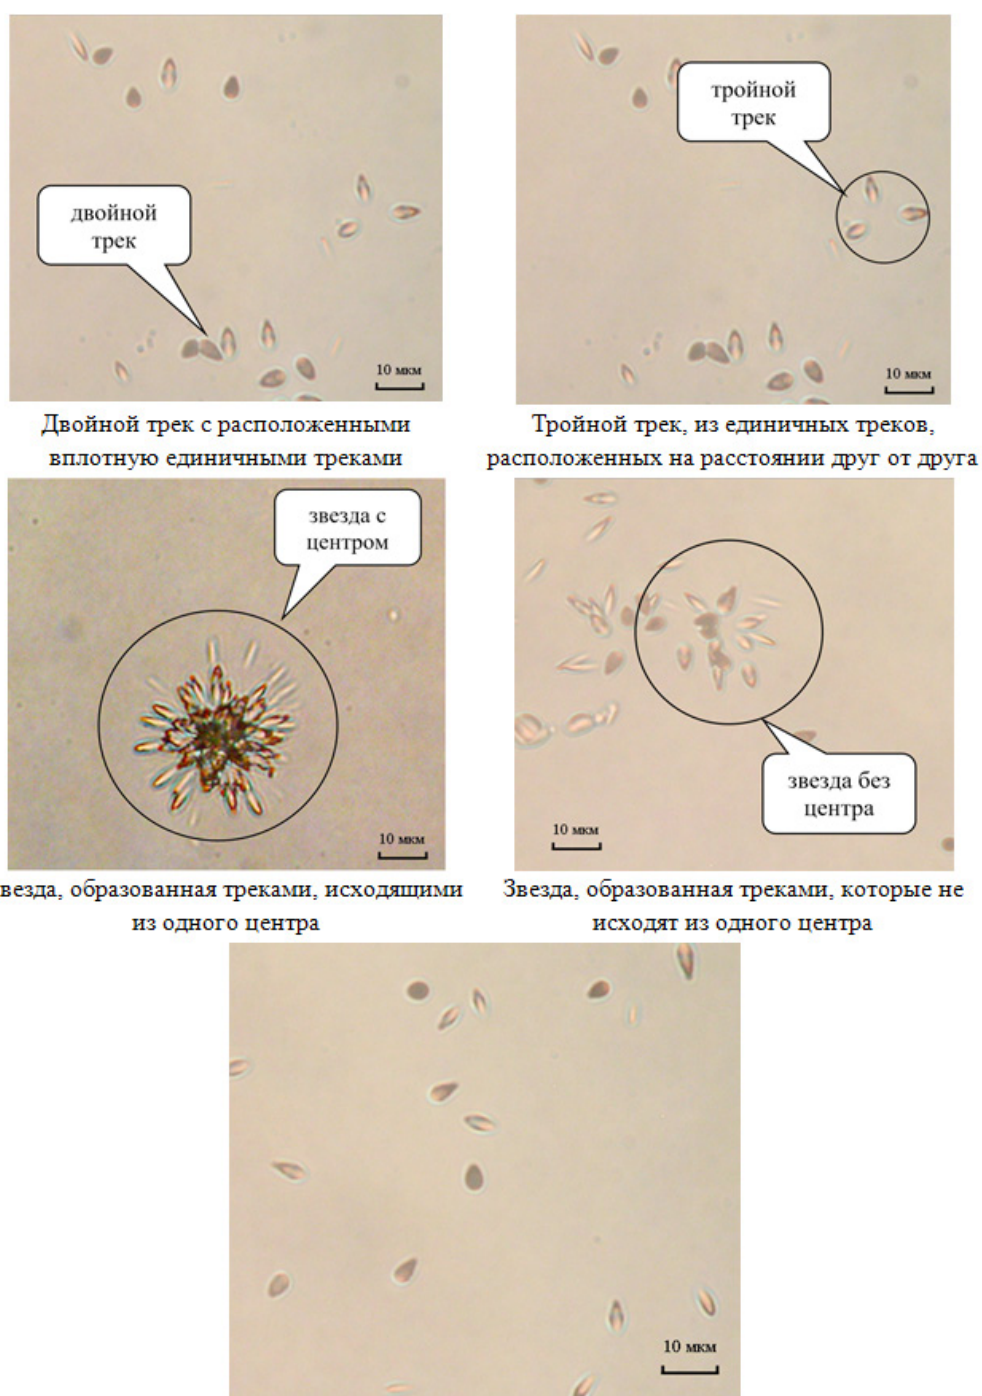 двойной
трек
10 мкм
тройной
трек
10 мкм
Двойной трек с расположенными
вплотную единичными треками
Тройной трек, из единичных треков,
расположенных на расстоянии друг от друга
звезда с
центром
10 мкм
звезда без
центра
10 мкм
везда, образованная треками, исходящими
из одного центра
Звезда, образованная треками, которые не
исходят из одного центра
10 мкм